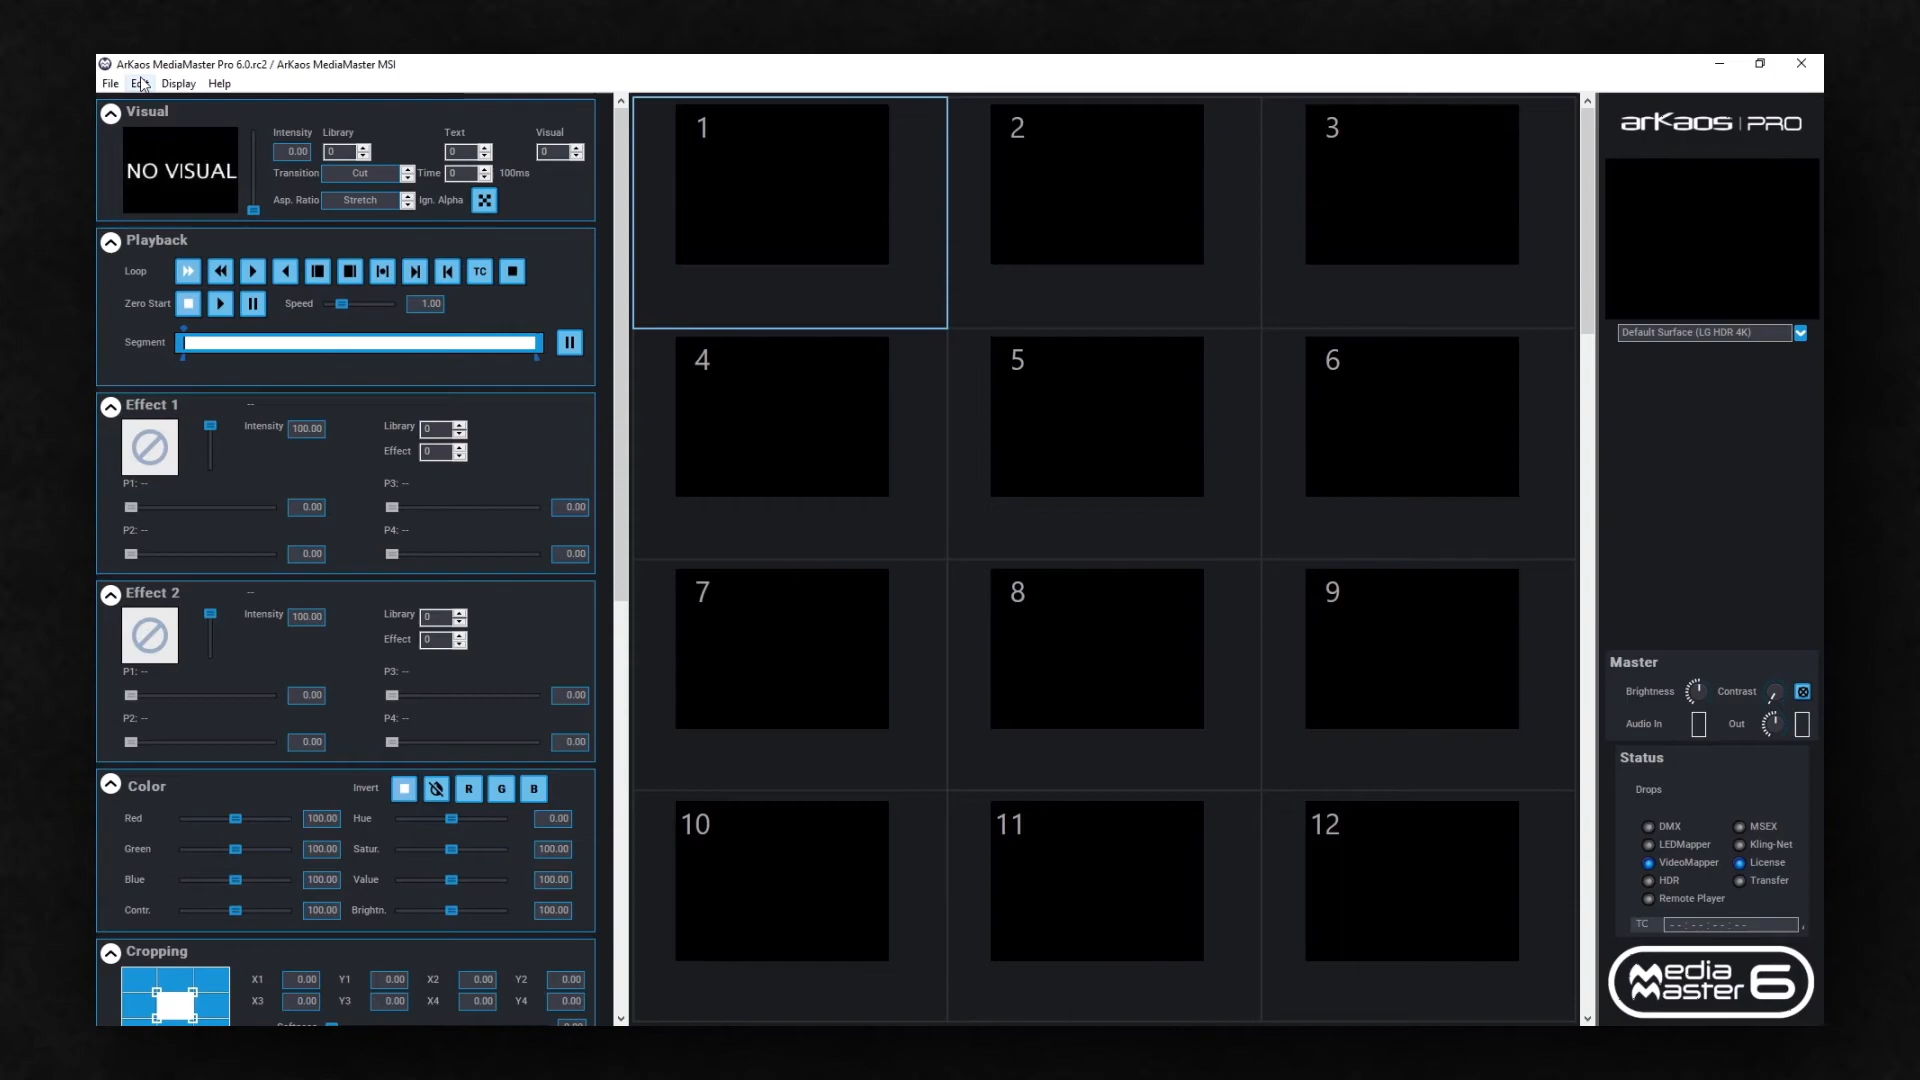 ArKaos MediaMaster Pro 6.0.rc2 / ArKaos MediaMaster MSI
File Edit Display Help
Visual
NO VISUAL
Intensity Library Text Visual
0.00 0 0 0
Transition Cut Time 0 100ms
Asp. Ratio Stretch Ign. Alpha
Playback
Loop TC
Zero Start Speed 1.00
Segment
Effect 1 --
Intensity 100.00 Library 0
Effect 0
P1: -- P3: --
0.00 0.00
P2: -- P4: --
0.00 0.00
Effect 2 --
Intensity 100.00 Library 0
Effect 0
P1: -- P3: --
0.00 0.00
P2: -- P4: --
0.00 0.00
Color Invert R G B
Red 100.00 Hue 0.00
Green 100.00 Satur. 100.00
Blue 100.00 Value 100.00
Contr. 100.00 Brightn. 100.00
Cropping
X1 0.00 Y1 0.00 X2 0.00 Y2 0.00
X3 0.00 Y3 0.00 X4 0.00 Y4 0.00
1 2 3
4 5 6
7 8 9
10 11 12
arKaos | PRO
Default Surface (LG HDR 4K)
Master
Brightness Contrast
Audio In Out
Status
Drops
DMX MSEX
LEDMapper Kling-Net
VideoMapper License
HDR Transfer
Remote Player
TC --:--:--:--
Media
Master 6